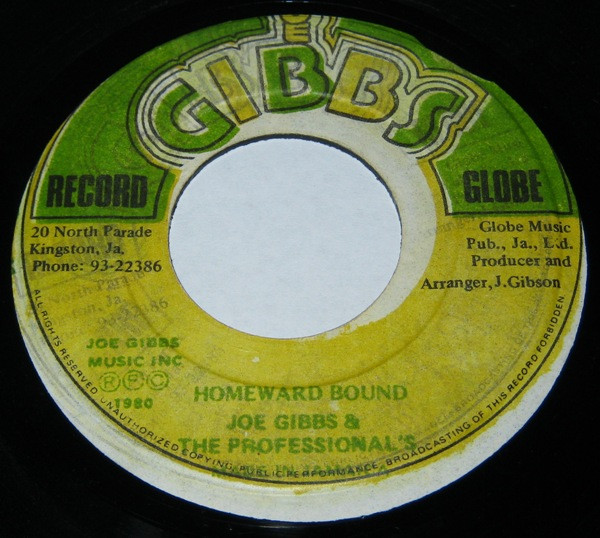 JOE
GIBBS
RECORD
GLOBE
20 North Parade
Kingston, Ja.
Phone: 93-22386
Globe Music
Pub., Ja., Ltd.
Producer and
Arranger, J. Gibson
JOE GIBBS
MUSIC INC
1980
HOMEWARD BOUND
JOE GIBBS &
THE PROFESSIONAL'S
ALL RIGHTS RESERVED UNAUTHORIZED COPYING, PUBLIC PERFORMANCE, BROADCASTING OF THIS RECORD FORBIDDEN